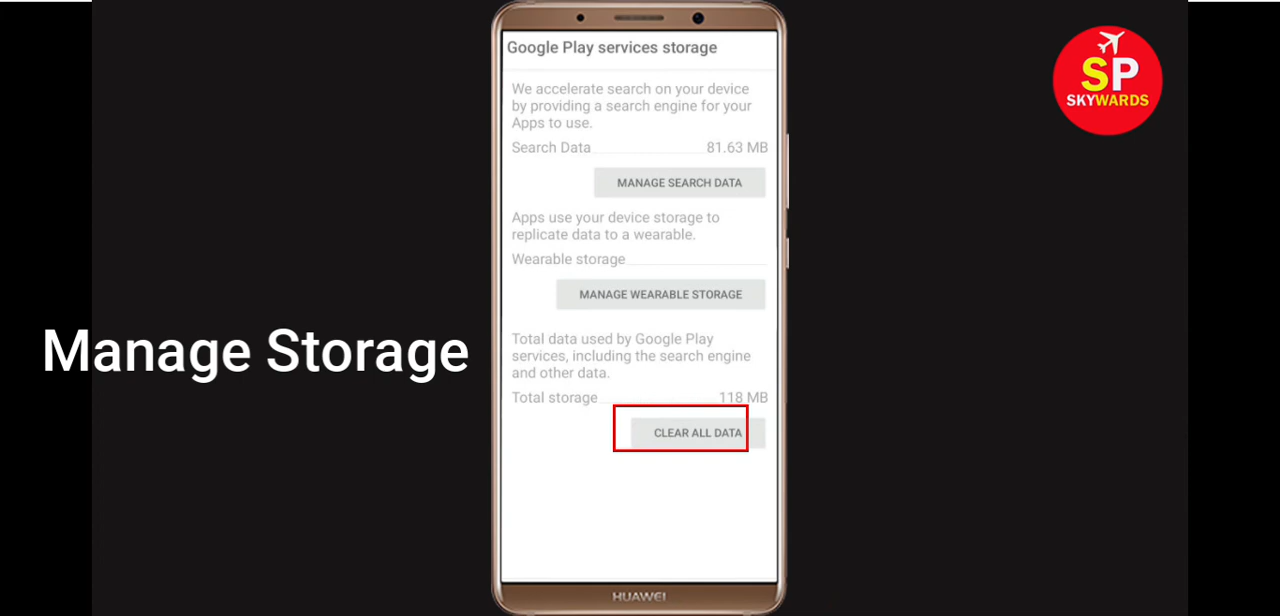 Google Play services storage
We accelerate search on your device
by providing a search engine for your
Apps to use.
Search Data 81.63 MB
MANAGE SEARCH DATA
Apps use your device storage to
replicate data to a wearable.
Wearable storage
MANAGE WEARABLE STORAGE
Total data used by Google Play
services, including the search engine
and other data.
Total storage 118 MB
CLEAR ALL DATA
HUAWEI
Manage Storage
SP
SKYWARDS